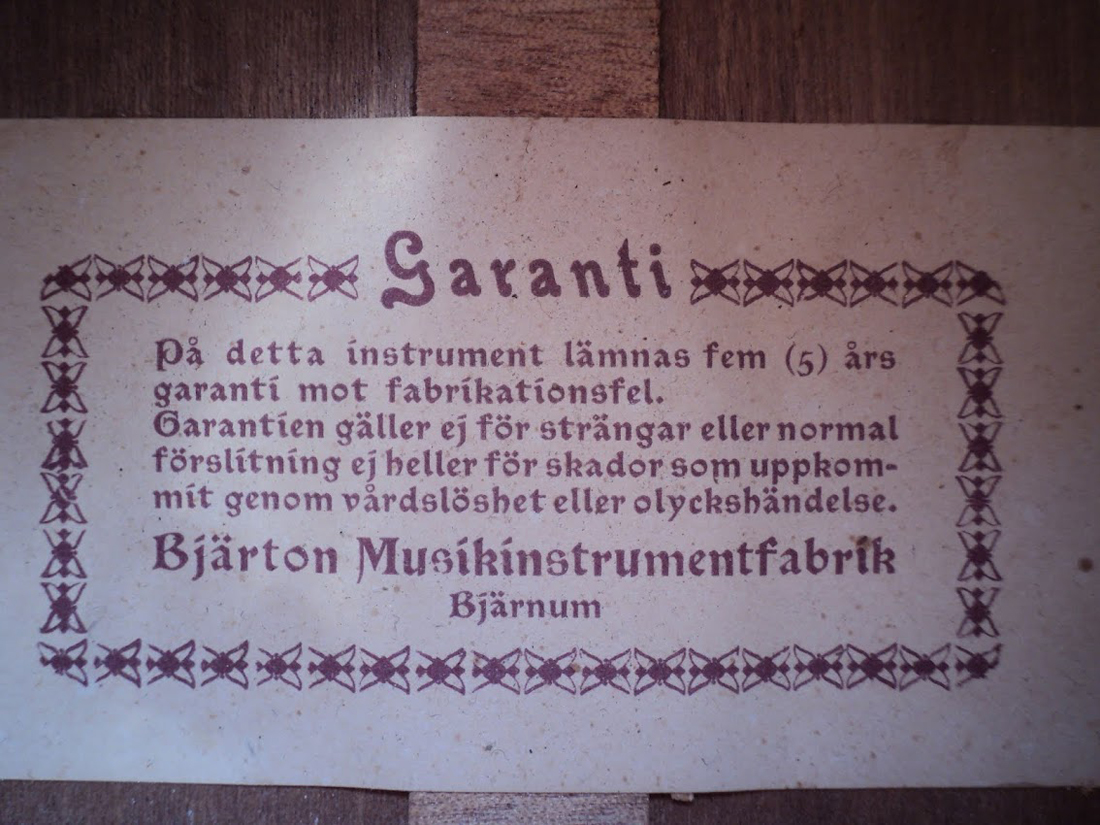 Garanti
På detta instrument lämnas fem (5) års
garanti mot fabrikationsfel.
Garantien gäller ej för strängar eller normal
förslitning ej heller för skador som uppkom-
mit genom vårdslöshet eller olyckshändelse.
Bjärton Musikinstrumentfabrik
Bjärnum